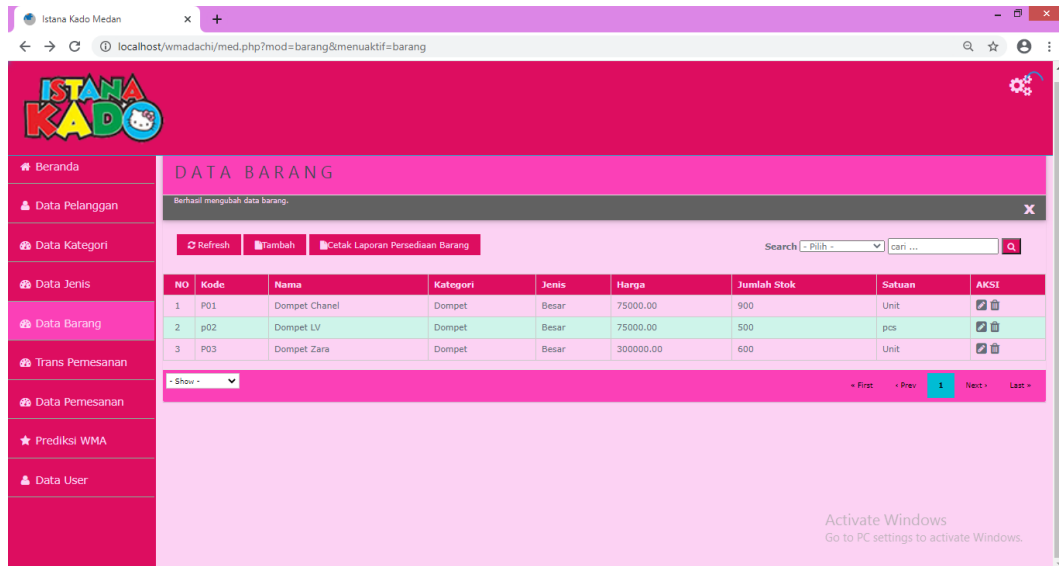 Istana Kado Medan
localhost/wmadachi/med.php?mod=barang&menuaktif=barang
ISTANA
KADO
Beranda
Data Pelanggan
Data Kategori
Data Jenis
Data Barang
Trans Pemesanan
Data Pemesanan
Prediksi WMA
Data User
DATA BARANG
Berhasil mengubah data barang.
X
Refresh Tambah Cetak Laporan Persediaan Barang Search - Pilih - cari ...
NO Kode Nama Kategori Jenis Harga Jumlah Stok Satuan AKSI
1 P01 Dompet Chanel Dompet Besar 75000.00 900 Unit
2 p02 Dompet LV Dompet Besar 75000.00 500 pcs
3 P03 Dompet Zara Dompet Besar 300000.00 600 Unit
- Show - « First ‹ Prev 1 Next › Last »
Activate Windows
Go to PC settings to activate Windows.